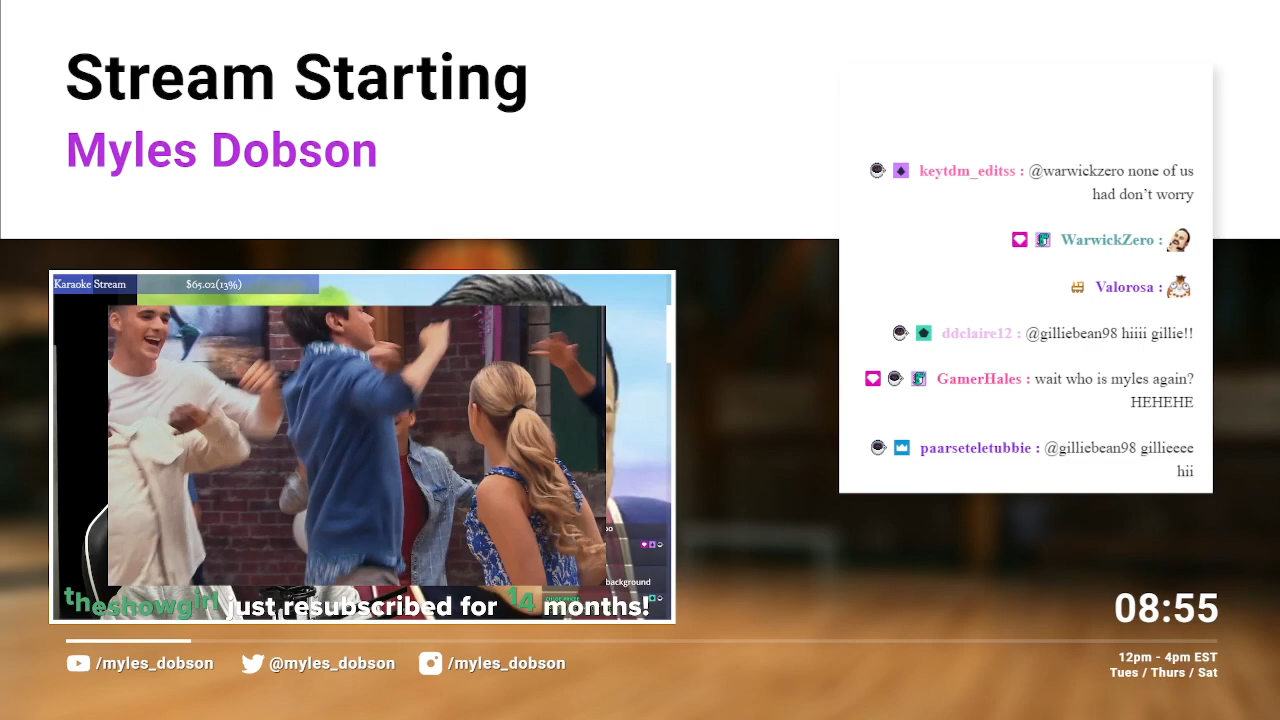 Stream Starting
Myles Dobson
keytdm_editss : @warwickzero none of us
had don't worry
WarwickZero :
Valorosa :
ddclaire12 : @gilliebean98 hiiii gillie!!
GamerHales : wait who is myles again?
HEHEHE
paarseteletubbie : @gilliebean98 gillieeee
hii
Karaoke Stream
$65.02(13%)
background
theshowgirl just resubscribed for 14 months!
08:55
/myles_dobson
@myles_dobson
/myles_dobson
12pm - 4pm EST
Tues / Thurs / Sat